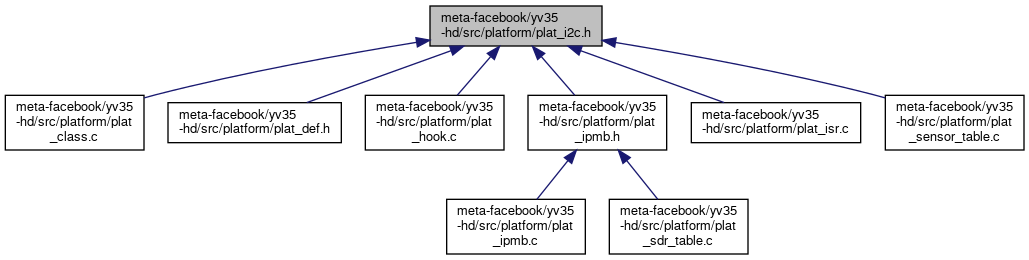 meta-facebook/yv35
-hd/src/platform/plat_i2c.h
meta-facebook/yv35
-hd/src/platform/plat
_class.c
meta-facebook/yv35
-hd/src/platform/plat_def.h
meta-facebook/yv35
-hd/src/platform/plat
_hook.c
meta-facebook/yv35
-hd/src/platform/plat
_ipmb.h
meta-facebook/yv35
-hd/src/platform/plat_isr.c
meta-facebook/yv35
-hd/src/platform/plat
_sensor_table.c
meta-facebook/yv35
-hd/src/platform/plat
_ipmb.c
meta-facebook/yv35
-hd/src/platform/plat
_sdr_table.c